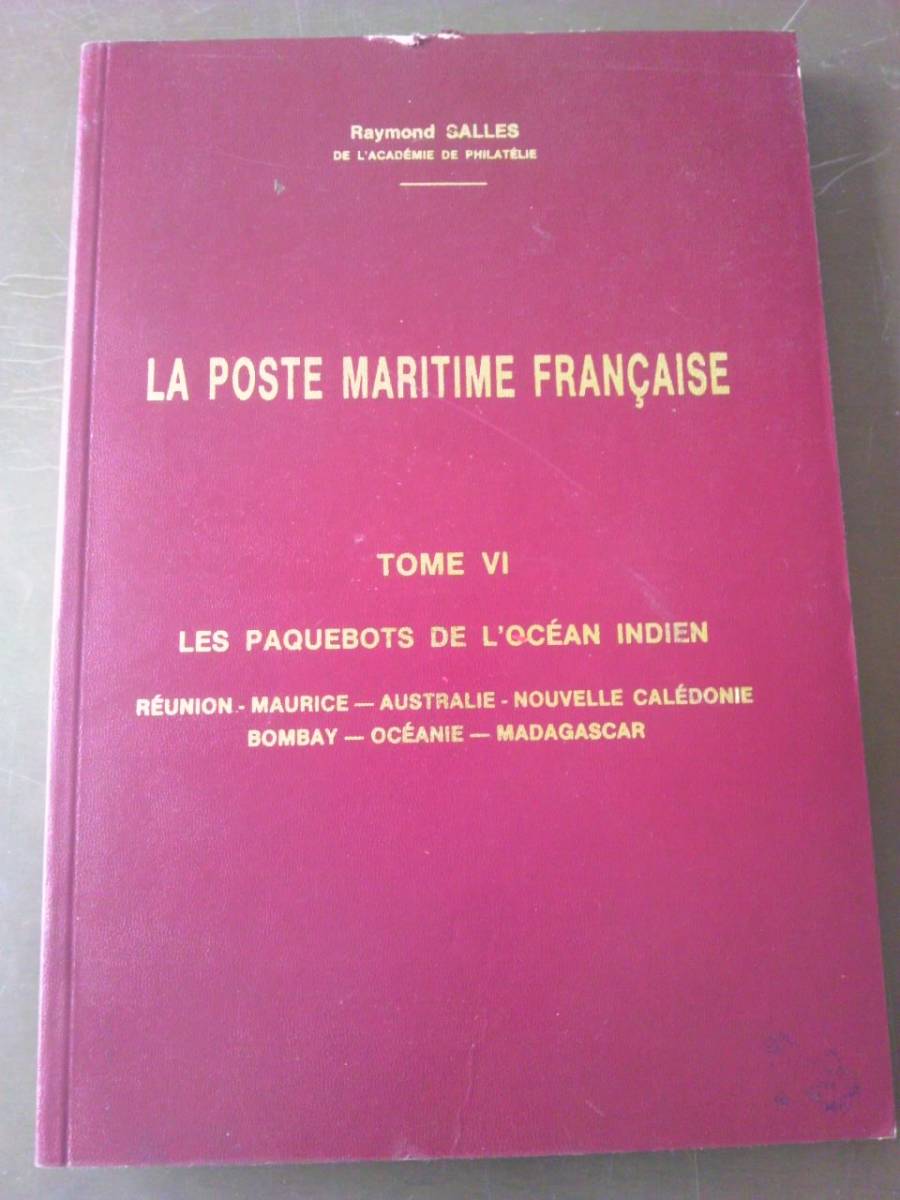 Raymond SALLES
DE L'ACADÉMIE DE PHILATÉLIE
LA POSTE MARITIME FRANÇAISE
TOME VI
LES PAQUEBOTS DE L'OCÉAN INDIEN
RÉUNION - MAURICE — AUSTRALIE - NOUVELLE CALÉDONIE
BOMBAY — OCÉANIE — MADAGASCAR